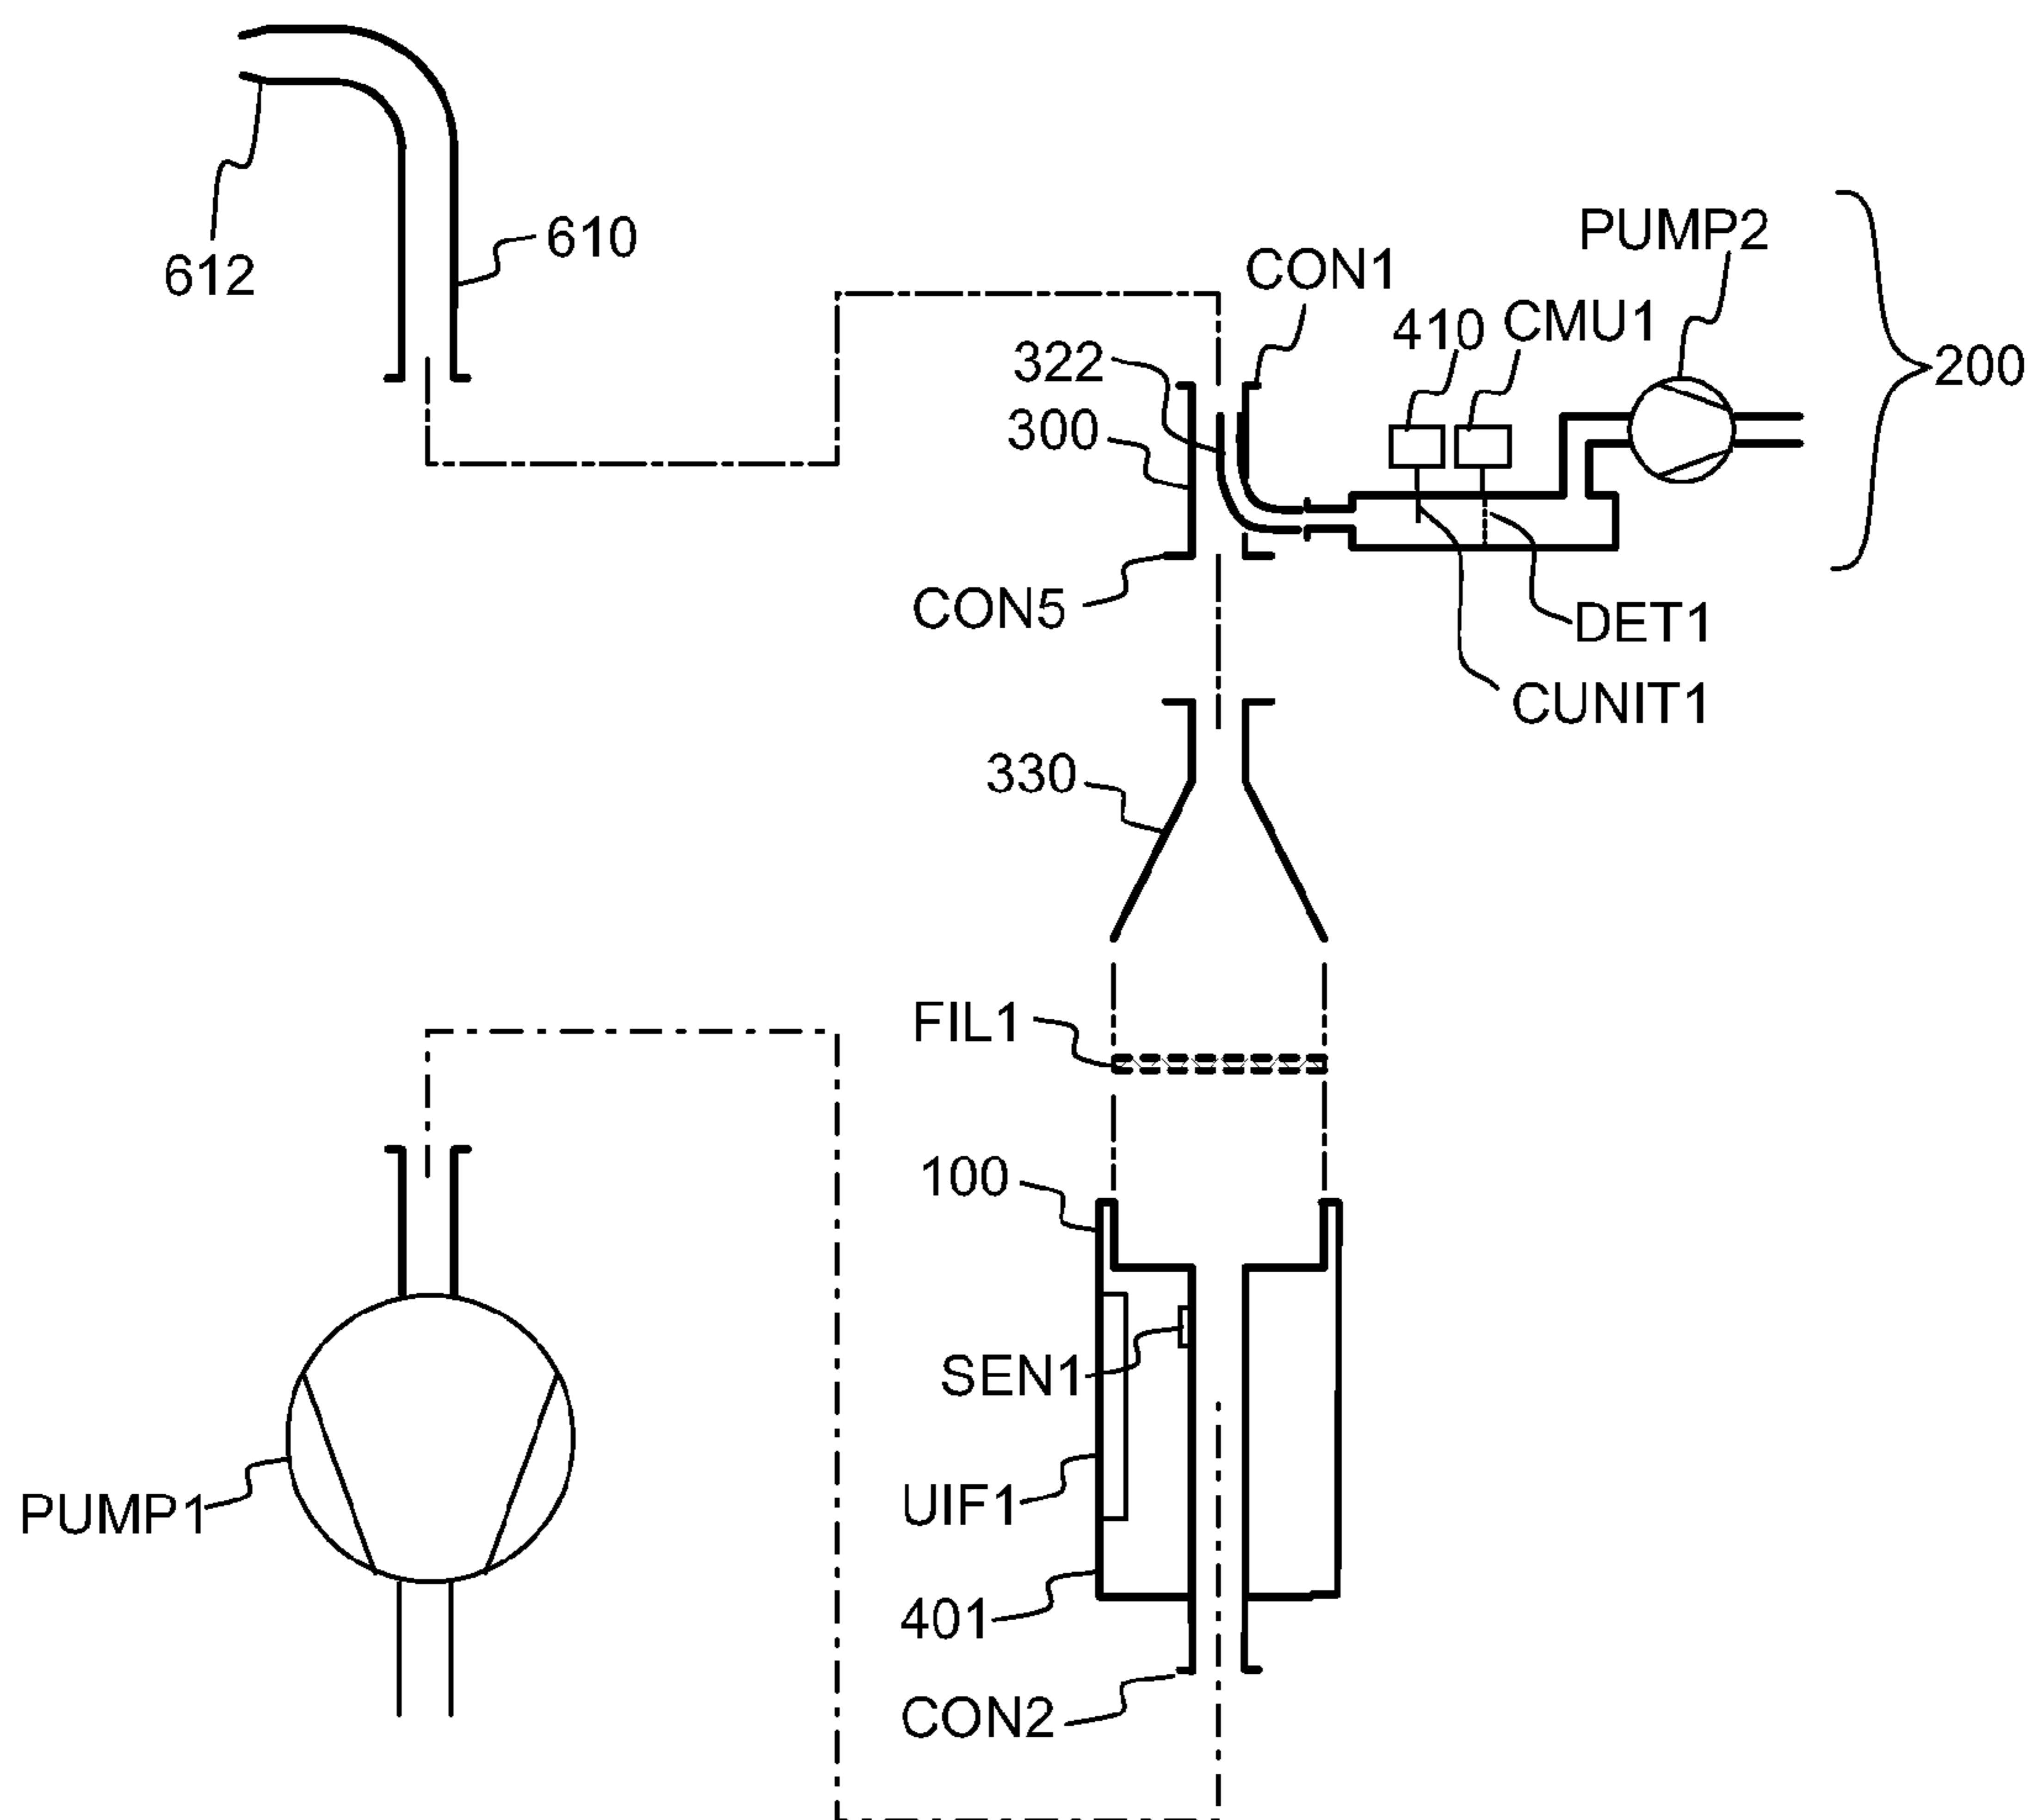 612
610
PUMP2
CON1
410
CMU1
200
322
300
CON5
DET1
CUNIT1
330
FIL1
100
SEN1
UIF1
PUMP1
401
CON2